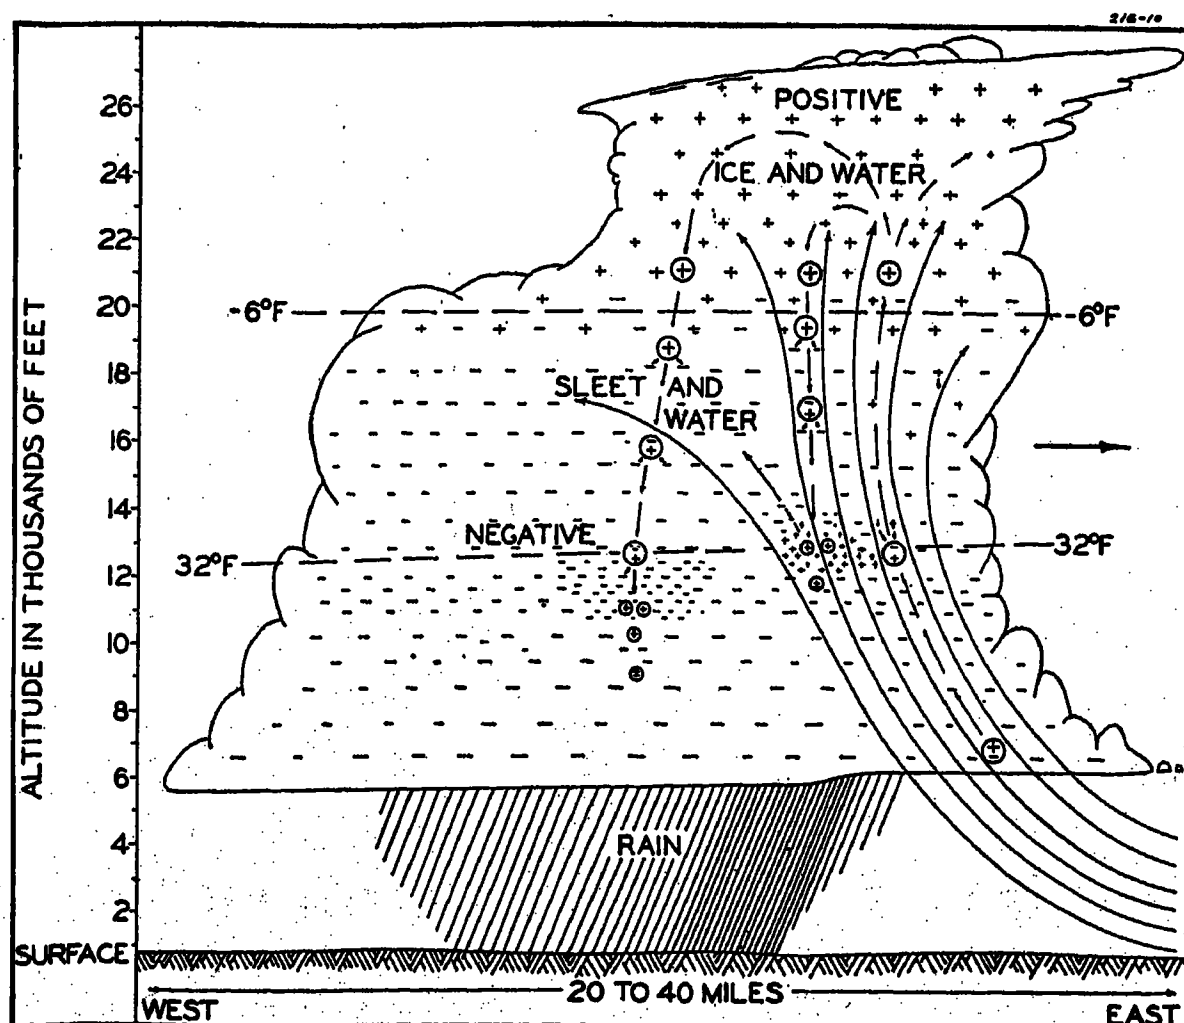 216-10
ALTITUDE IN THOUSANDS OF FEET
26
24
22
20
18
16
14
12
10
8
6
4
2
SURFACE
POSITIVE
ICE AND WATER
-6°F
-6°F
SLEET AND
WATER
NEGATIVE
32°F
32°F
RAIN
20 TO 40 MILES
WEST
EAST